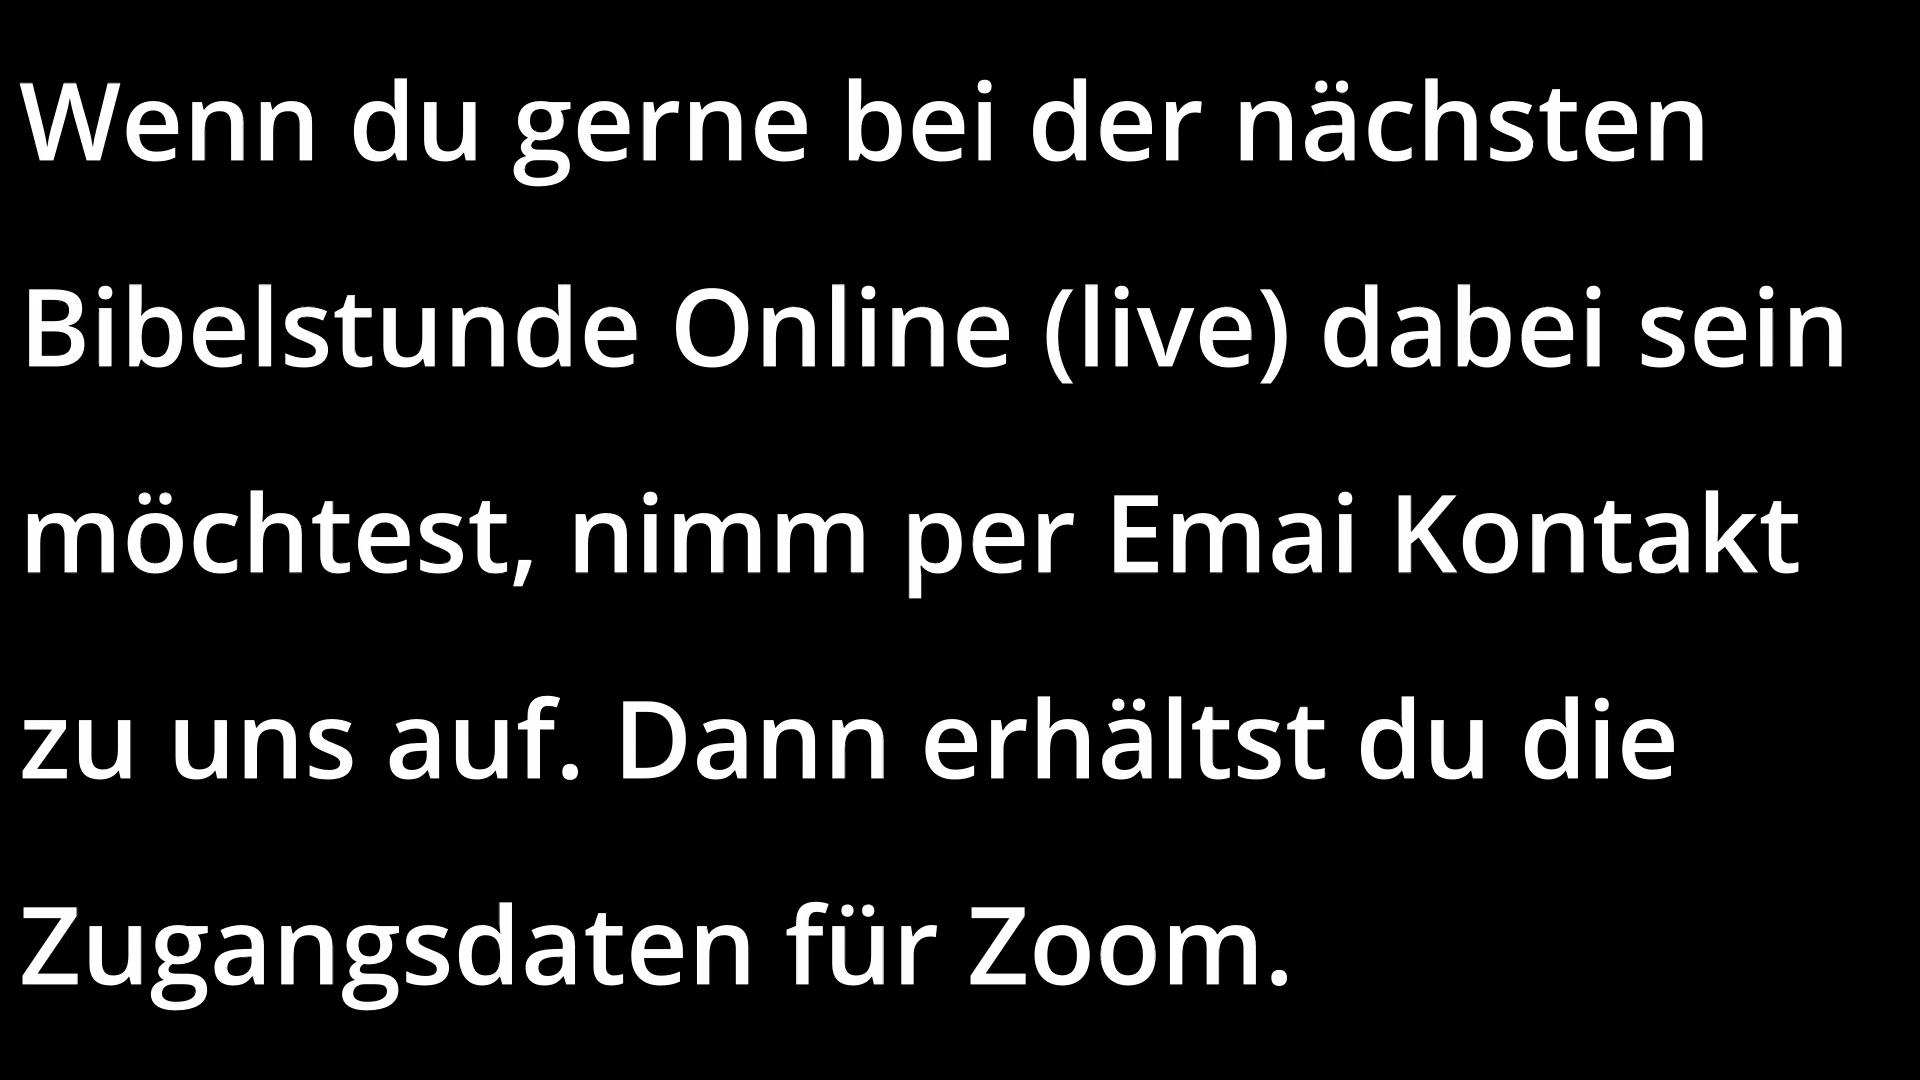 Wenn du gerne bei der nächsten
Bibelstunde Online (live) dabei sein
möchtest, nimm per Emai Kontakt
zu uns auf. Dann erhältst du die
Zugangsdaten für Zoom.